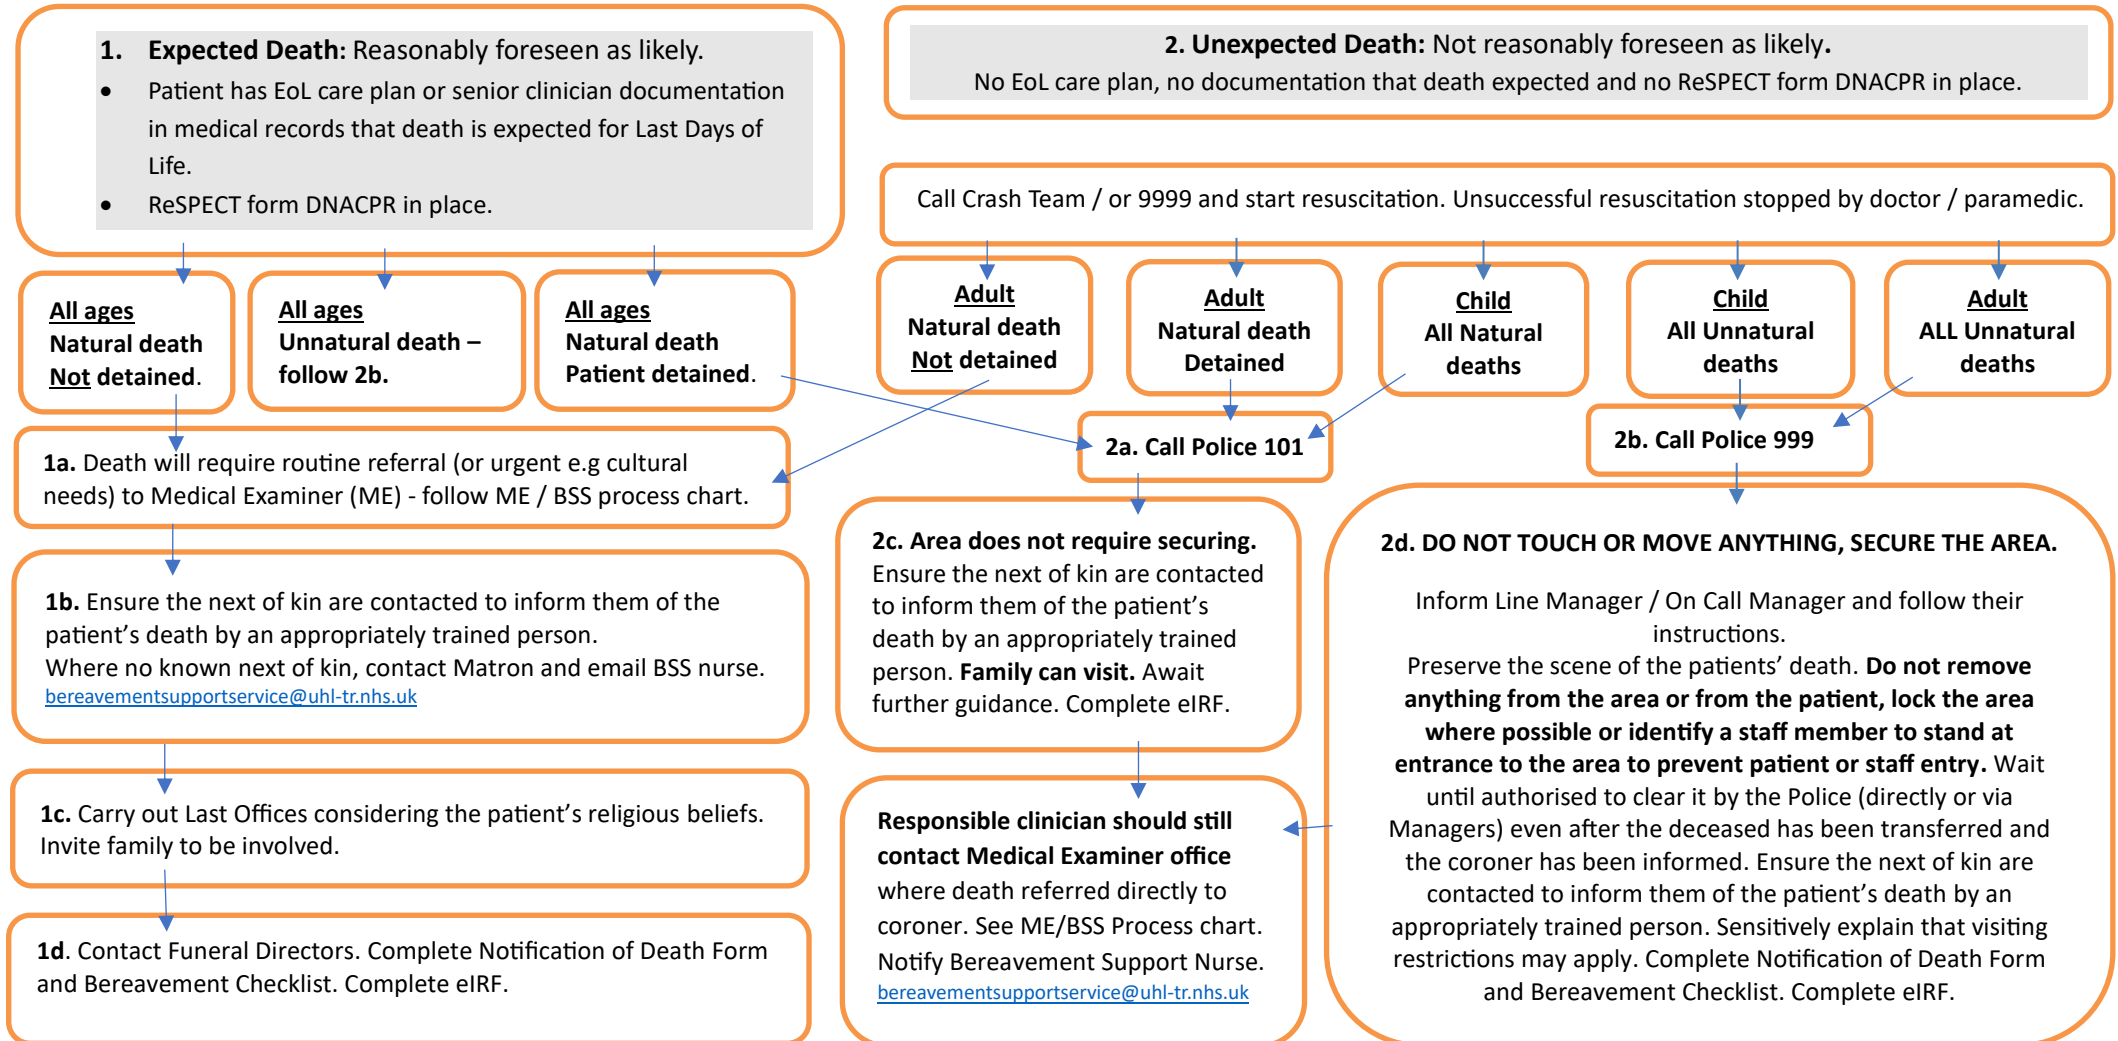 1. Expected Death: Reasonably foreseen as likely.
• Patient has EoL care plan or senior clinician documentation
in medical records that death is expected for Last Days of
Life.
• ReSPECT form DNACPR in place.
2. Unexpected Death: Not reasonably foreseen as likely.
No EoL care plan, no documentation that death expected and no ReSPECT form DNACPR in place.
Call Crash Team / or 9999 and start resuscitation. Unsuccessful resuscitation stopped by doctor / paramedic.
All ages
Natural death
Not detained.
All ages
Unnatural death –
follow 2b.
All ages
Natural death
Patient detained.
Adult
Natural death
Not detained
Adult
Natural death
Detained
Child
All Natural
deaths
Child
All Unnatural
deaths
Adult
ALL Unnatural
deaths
1a. Death will require routine referral (or urgent e.g cultural
needs) to Medical Examiner (ME) - follow ME / BSS process chart.
2a. Call Police 101
2b. Call Police 999
1b. Ensure the next of kin are contacted to inform them of the
patient's death by an appropriately trained person.
Where no known next of kin, contact Matron and email BSS nurse.
bereavementsupportservice@uhl-tr.nhs.uk
1c. Carry out Last Offices considering the patient's religious beliefs.
Invite family to be involved.
1d. Contact Funeral Directors. Complete Notification of Death Form
and Bereavement Checklist. Complete eIRF.
2c. Area does not require securing.
Ensure the next of kin are contacted
to inform them of the patient's
death by an appropriately trained
person. Family can visit. Await
further guidance. Complete eIRF.
Responsible clinician should still
contact Medical Examiner office
where death referred directly to
coroner. See ME/BSS Process chart.
Notify Bereavement Support Nurse.
bereavementsupportservice@uhl-tr.nhs.uk
2d. DO NOT TOUCH OR MOVE ANYTHING, SECURE THE AREA.
Inform Line Manager / On Call Manager and follow their
instructions.
Preserve the scene of the patients' death. Do not remove
anything from the area or from the patient, lock the area
where possible or identify a staff member to stand at
entrance to the area to prevent patient or staff entry. Wait
until authorised to clear it by the Police (directly or via
Managers) even after the deceased has been transferred and
the coroner has been informed. Ensure the next of kin are
contacted to inform them of the patient's death by an
appropriately trained person. Sensitively explain that visiting
restrictions may apply. Complete Notification of Death Form
and Bereavement Checklist. Complete eIRF.